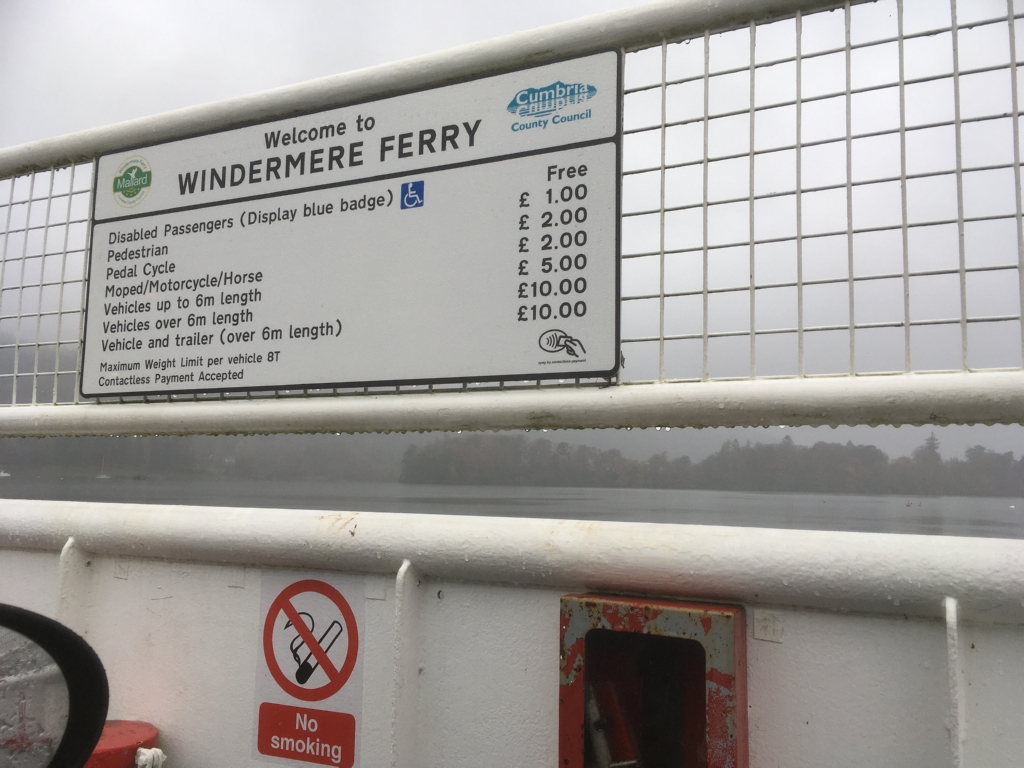 Welcome to
WINDERMERE FERRY
Cumbria
County Council
Mallard
Disabled Passengers (Display blue badge) Free
Pedestrian £ 1.00
Pedal Cycle £ 2.00
Moped/Motorcycle/Horse £ 2.00
Vehicles up to 6m length £ 5.00
Vehicles over 6m length £10.00
Vehicle and trailer (over 6m length) £10.00
Maximum Weight Limit per vehicle 8T
Contactless Payment Accepted
No
smoking